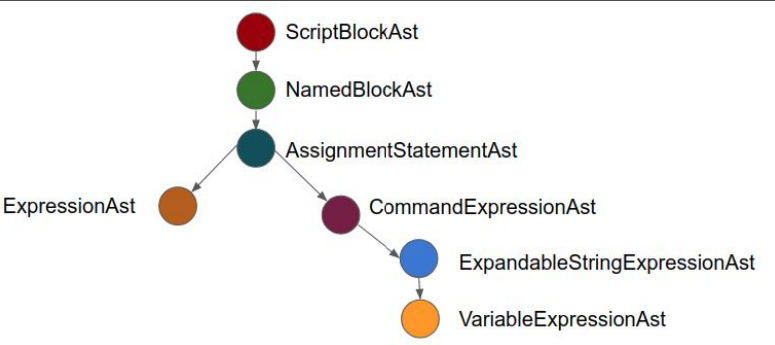 ScriptBlockAst
NamedBlockAst
AssignmentStatementAst
ExpressionAst
CommandExpressionAst
ExpandableStringExpressionAst
VariableExpressionAst